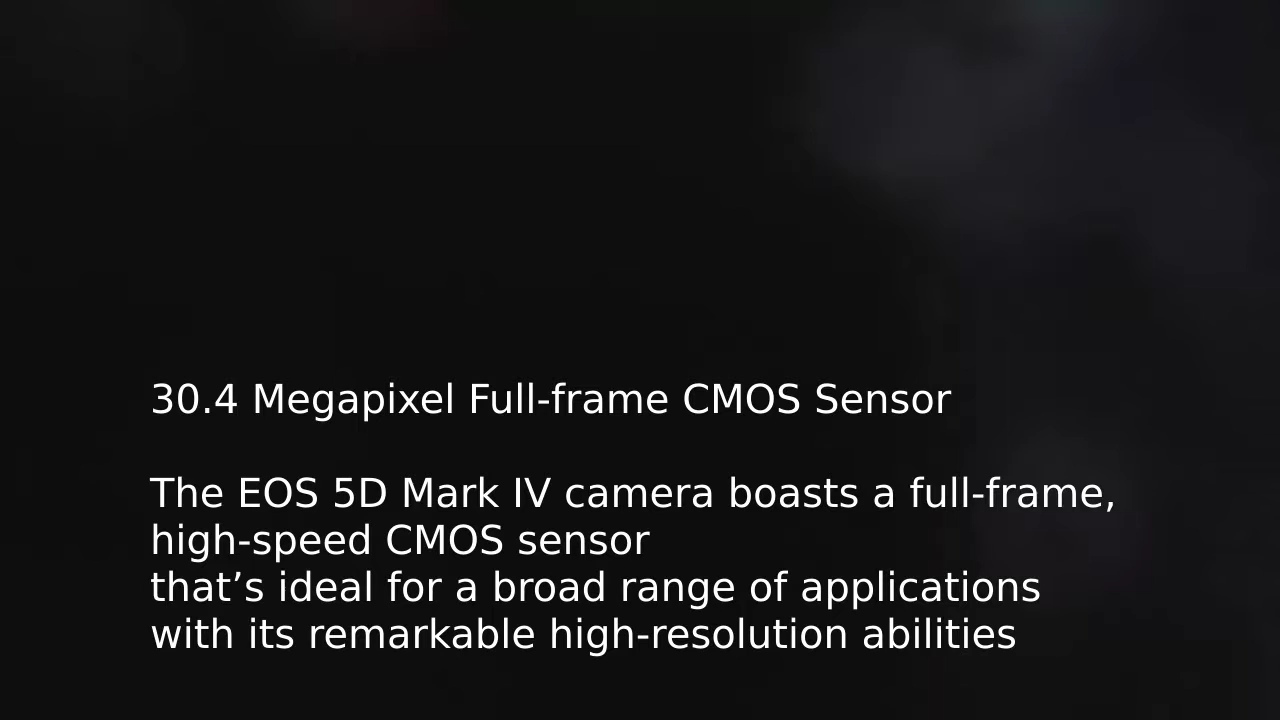 30.4 Megapixel Full-frame CMOS Sensor
The EOS 5D Mark IV camera boasts a full-frame,
high-speed CMOS sensor
that’s ideal for a broad range of applications
with its remarkable high-resolution abilities